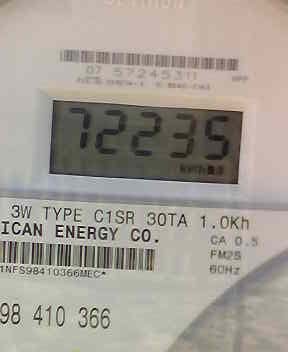 07 57245311
72235
3W TYPE C1SR 30TA 1.0Kh
ICAN ENERGY CO.
CA 0.5
FM2S
60Hz
1NFS98410366MEC*
98 410 366